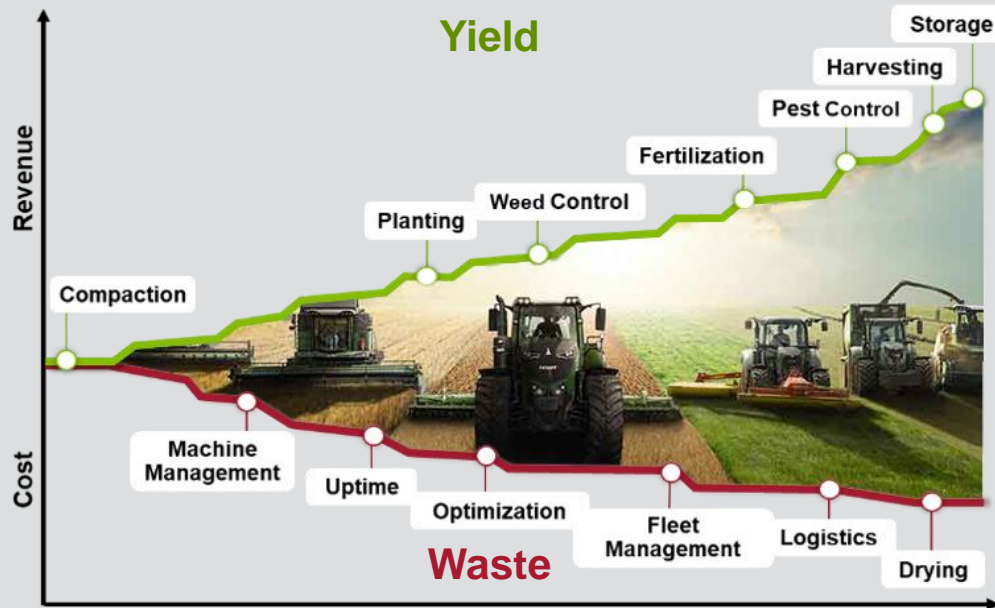 Yield
Storage
Harvesting
Pest Control
Fertilization
Weed Control
Planting
Compaction
Revenue
Cost
Machine
Management
Uptime
Optimization
Fleet
Management
Logistics
Drying
Waste
FENDT